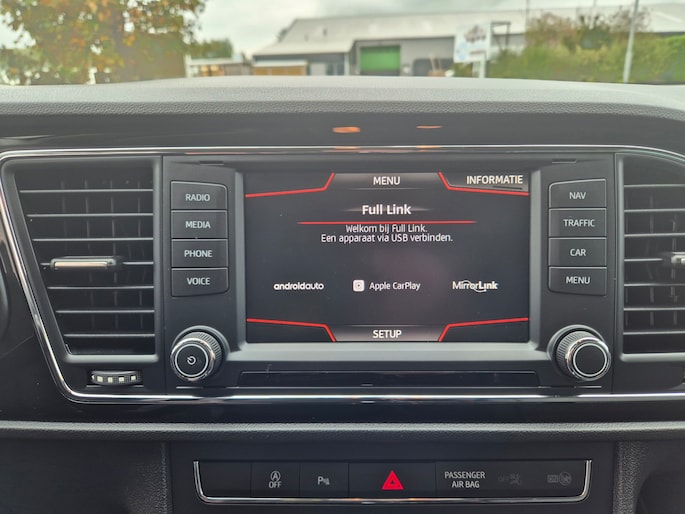 MENU
INFORMATIE
Full Link
Welkom bij Full Link.
Een apparaat via USB verbinden.
androidauto
Apple CarPlay
MirrorLink
SETUP
RADIO
MEDIA
PHONE
VOICE
NAV
TRAFFIC
CAR
MENU
OFF
P
PASSENGER
AIR BAG
OFF